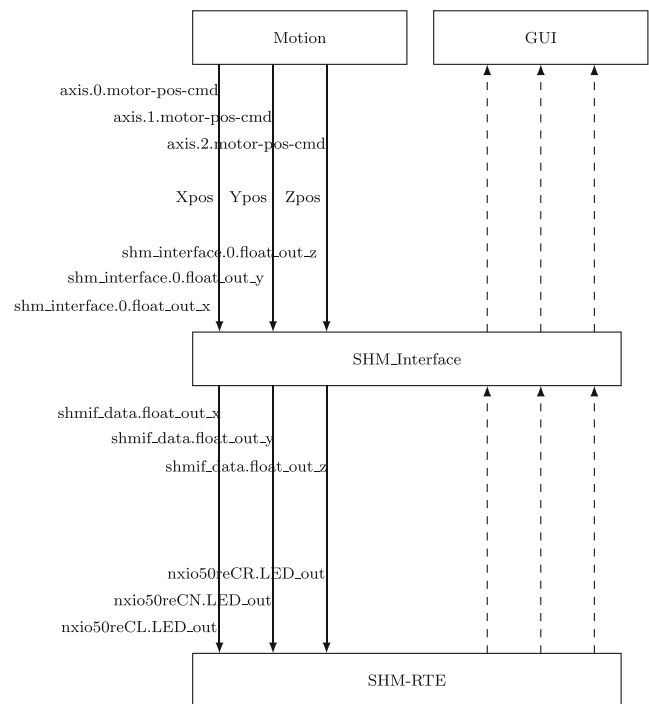 Motion
GUI
axis.0.motor-pos-cmd
axis.1.motor-pos-cmd
axis.2.motor-pos-cmd
Xpos
Ypos
Zpos
shm_interface.0.float_out_z
shm_interface.0.float_out_y
shm_interface.0.float_out_x
SHM_Interface
shmif_data.float_out_x
shmif_data.float_out_y
shmif_data.float_out_z
nxio50reCR.LED_out
nxio50reCN.LED_out
nxio50reCL.LED_out
SHM-RTE